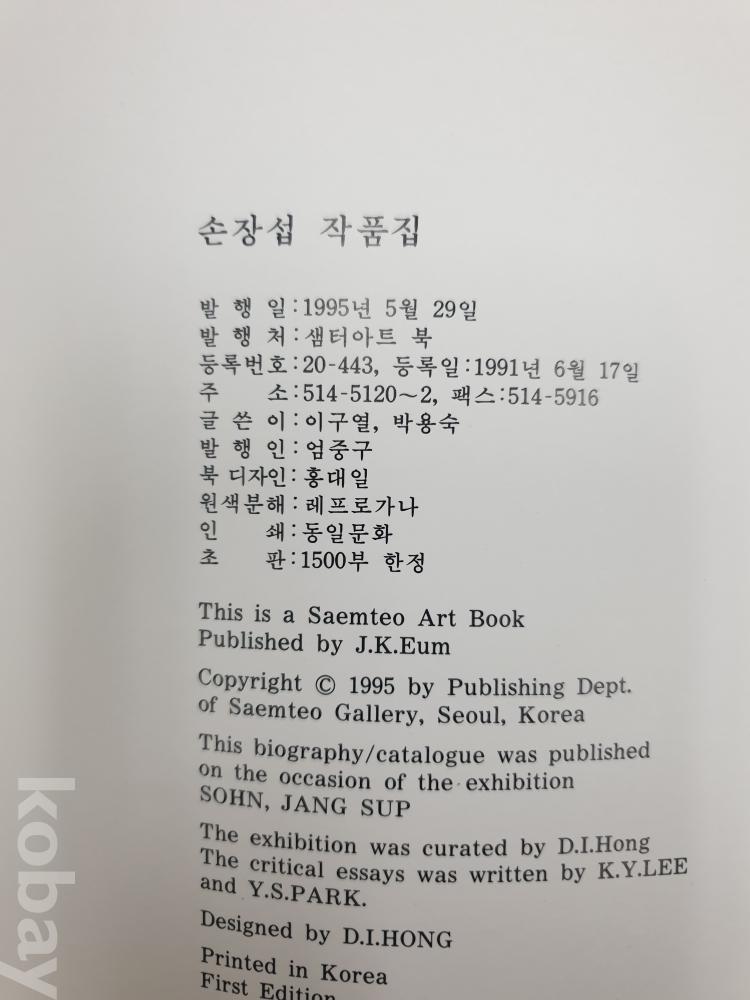 손장섭 작품집
발 행 일:1995년 5월 29일
발 행 처:샘터아트 북
등록번호:20-443, 등록일:1991년 6월 17일
주 소:514-5120~2, 팩스:514-5916
글 쓴 이:이구열, 박용숙
발 행 인:엄중구
북 디자인:홍대일
원색분해:레프로가나
인 쇄:동일문화
초 판:1500부 한정
This is a Saemteo Art Book
Published by J.K.Eum
Copyright © 1995 by Publishing Dept.
of Saemteo Gallery, Seoul, Korea
This biography/catalogue was published
on the occasion of the exhibition
SOHN, JANG SUP
The exhibition was curated by D.I.Hong
The critical essays was written by K.Y.LEE
and Y.S.PARK.
Designed by D.I.HONG
Printed in Korea
First Edition
kobay